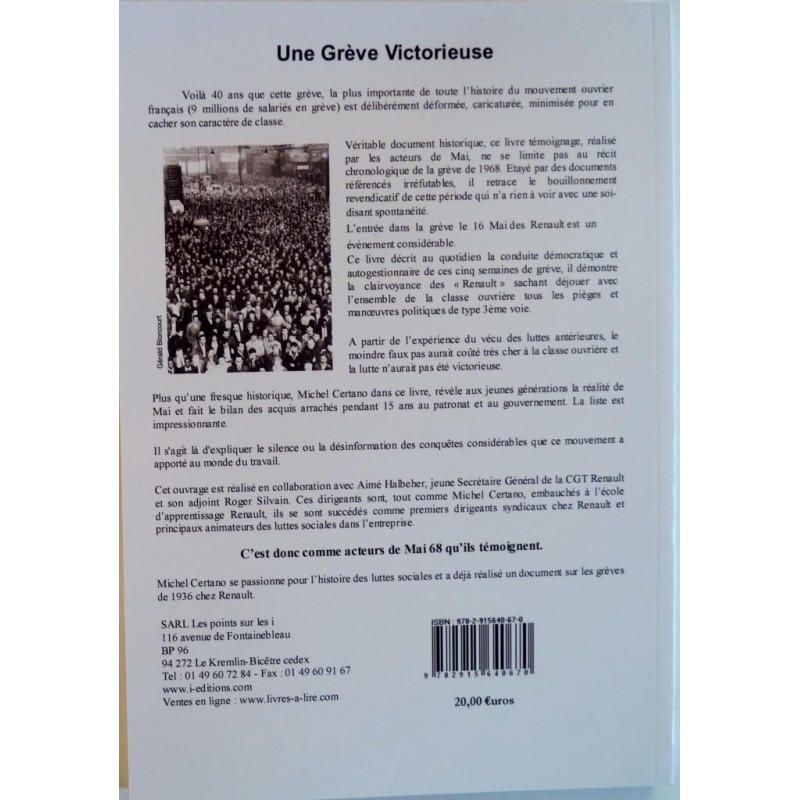 Une Grève Victorieuse
Voilà 40 ans que cette grève, la plus importante de toute l'histoire du mouvement ouvrier
français (9 millions de salariés en grève) est délibérément déformée, caricaturée, minimisée pour en
cacher son caractère de classe.
Véritable document historique, ce livre témoignage, réalisé
par les acteurs de Mai, ne se limite pas au récit
chronologique de la grève de 1968. Etayé par des documents
référencés irréfutables, il retrace le bouillonnement
revendicatif de cette période qui n'a rien à voir avec une soi-
disant spontanéité.
L'entrée dans la grève le 16 Mai des Renault est un
évènement considérable.
Ce livre décrit au quotidien la conduite démocratique et
autogestionnaire de ces cinq semaines de grève, il démontre
la clairvoyance des « Renault » sachant déjouer avec
l'ensemble de la classe ouvrière tous les pièges et
manœuvres politiques de type 3ème voie.
A partir de l'expérience du vécu des luttes antérieures, le
moindre faux pas aurait coûté très cher à la classe ouvrière et
la lutte n'aurait pas été victorieuse.
Gérald Bloncourt
Plus qu'une fresque historique, Michel Certano dans ce livre, révèle aux jeunes générations la réalité de
Mai et fait le bilan des acquis arrachés pendant 15 ans au patronat et au gouvernement. La liste est
impressionnante.
Il s'agit là d'expliquer le silence ou la désinformation des conquêtes considérables que ce mouvement a
apporté au monde du travail.
Cet ouvrage est réalisé en collaboration avec Aimé Halbeher, jeune Secrétaire Général de la CGT Renault
et son adjoint Roger Silvain. Ces dirigeants sont, tout comme Michel Certano, embauchés à l'école
d'apprentissage Renault, ils se sont succédés comme premiers dirigeants syndicaux chez Renault et
principaux animateurs des luttes sociales dans l'entreprise.
C'est donc comme acteurs de Mai 68 qu'ils témoignent.
Michel Certano se passionne pour l'histoire des luttes sociales et a déjà réalisé un document sur les grèves
de 1936 chez Renault.
SARL Les points sur les i
116 avenue de Fontainebleau
BP 96
94 272 Le Kremlin-Bicêtre cedex
Tel : 01 49 60 72 84 - Fax : 01 49 60 91 67
www.i-editions.com
Ventes en ligne : www.livres-a-lire.com
ISBN : 978-2-915640-67-0
9 782915 640670
20,00 €uros